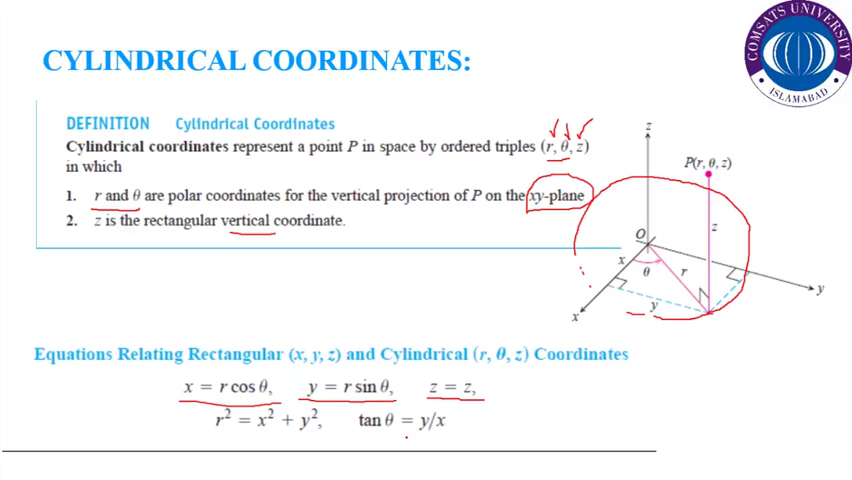 CYLINDRICAL COORDINATES:
COMSATS UNIVERSITY
ISLAMABAD
DEFINITION Cylindrical Coordinates
Cylindrical coordinates represent a point P in space by ordered triples (r, θ, z)
in which
1. r and θ are polar coordinates for the vertical projection of P on the xy-plane
2. z is the rectangular vertical coordinate.
z
P(r, θ, z)
z
O
x
θ
r
y
y
x
Equations Relating Rectangular (x, y, z) and Cylindrical (r, θ, z) Coordinates
x = r cos θ, y = r sin θ, z = z,
r² = x² + y², tan θ = y/x